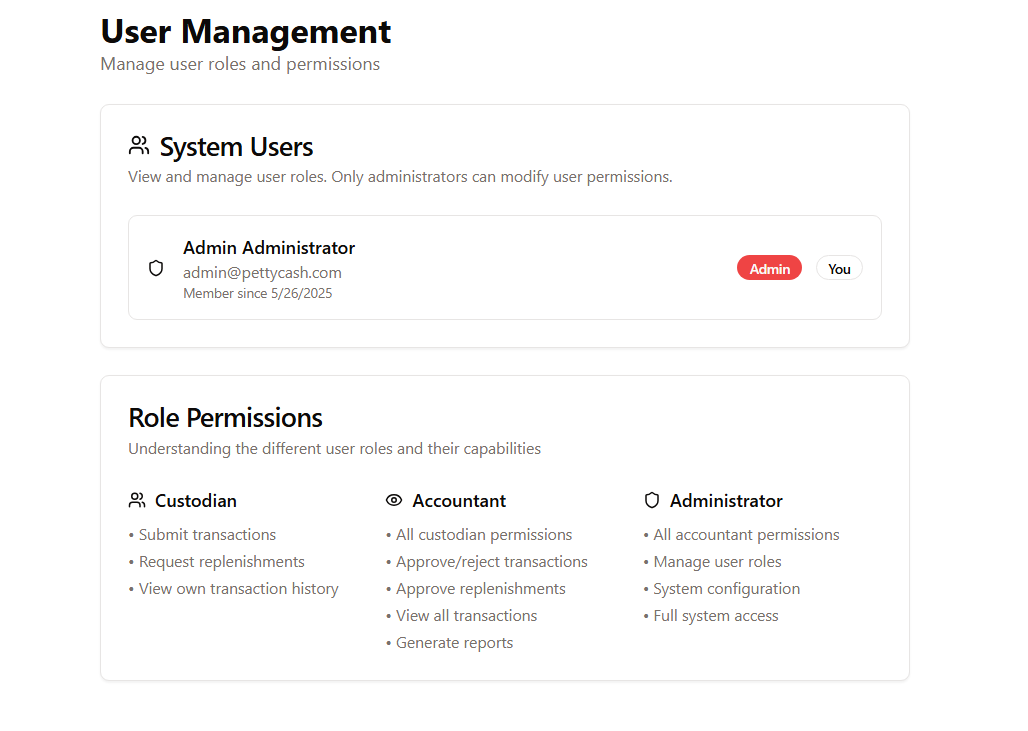 User Management
Manage user roles and permissions
System Users
View and manage user roles. Only administrators can modify user permissions.
Admin Administrator
admin@pettycash.com
Member since 5/26/2025
Admin
You
Role Permissions
Understanding the different user roles and their capabilities
Custodian
• Submit transactions
• Request replenishments
• View own transaction history
Accountant
• All custodian permissions
• Approve/reject transactions
• Approve replenishments
• View all transactions
• Generate reports
Administrator
• All accountant permissions
• Manage user roles
• System configuration
• Full system access